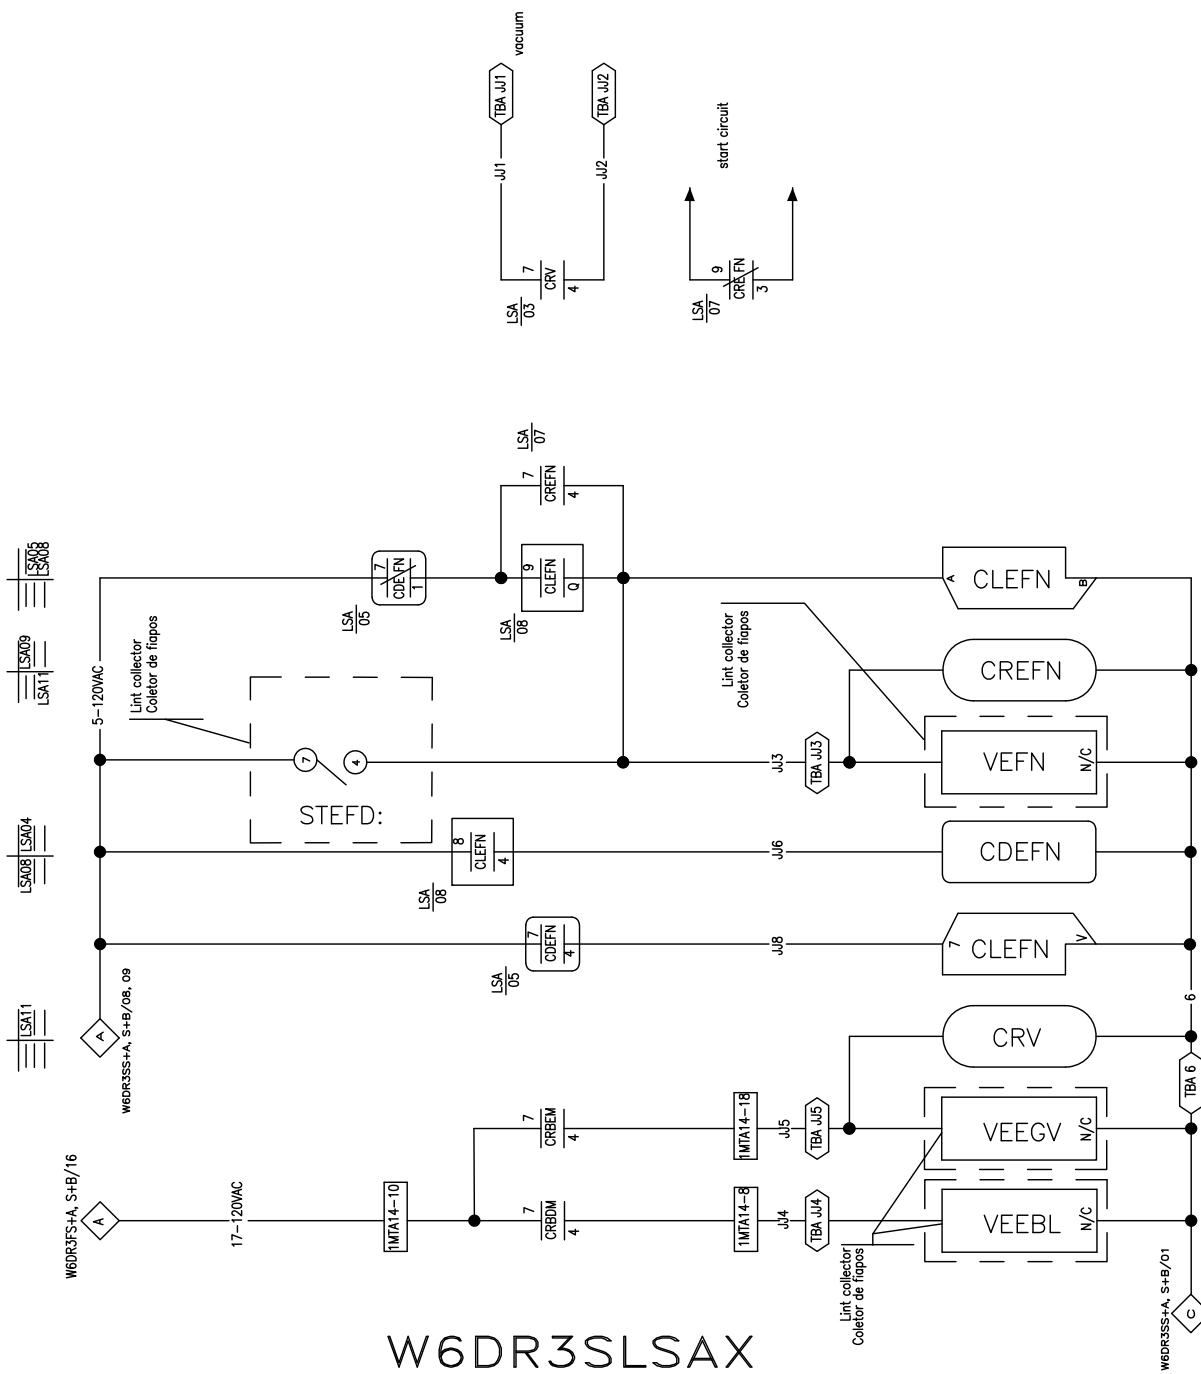 W6DR3SLSAX
W6DR3FS+A, S+B/16
A
17-120VAC
1MTA14-10
7
CRBDM
4
1MTA14-8
JJ4
TBA JJ4
VEEBL
N/C
7
CRBEM
4
1MTA14-18
JJ5
TBA JJ5
VEEGV
N/C
Lint collector
Coletor de fiapos
CRV
W6DR3SS+A, S+B/01
C
TBA 6
6
LSA11
A
W6DR3SS+A, S+B/08, 09
LSA
05
7
CDEFN
4
JJ8
7
CLEFN
V
LSA08
LSA04
LSA
08
8
CLEFN
4
JJ6
CDEFN
5-120VAC
Lint collector
Coletor de fiapos
7
4
STEFD:
JJ3
TBA JJ3
VEFN
N/C
Lint collector
Coletor de fiapos
LSA11
LSA09
CREFN
LSA05
LSA08
LSA
05
7
CDEFN
1
LSA
08
9
CLEFN
Q
LSA
07
7
CREFN
4
A
CLEFN
B
vacuum
TBA JJ1
JJ1
LSA
03
7
CRV
4
JJ2
TBA JJ2
start circuit
LSA
07
9
CREFN
3